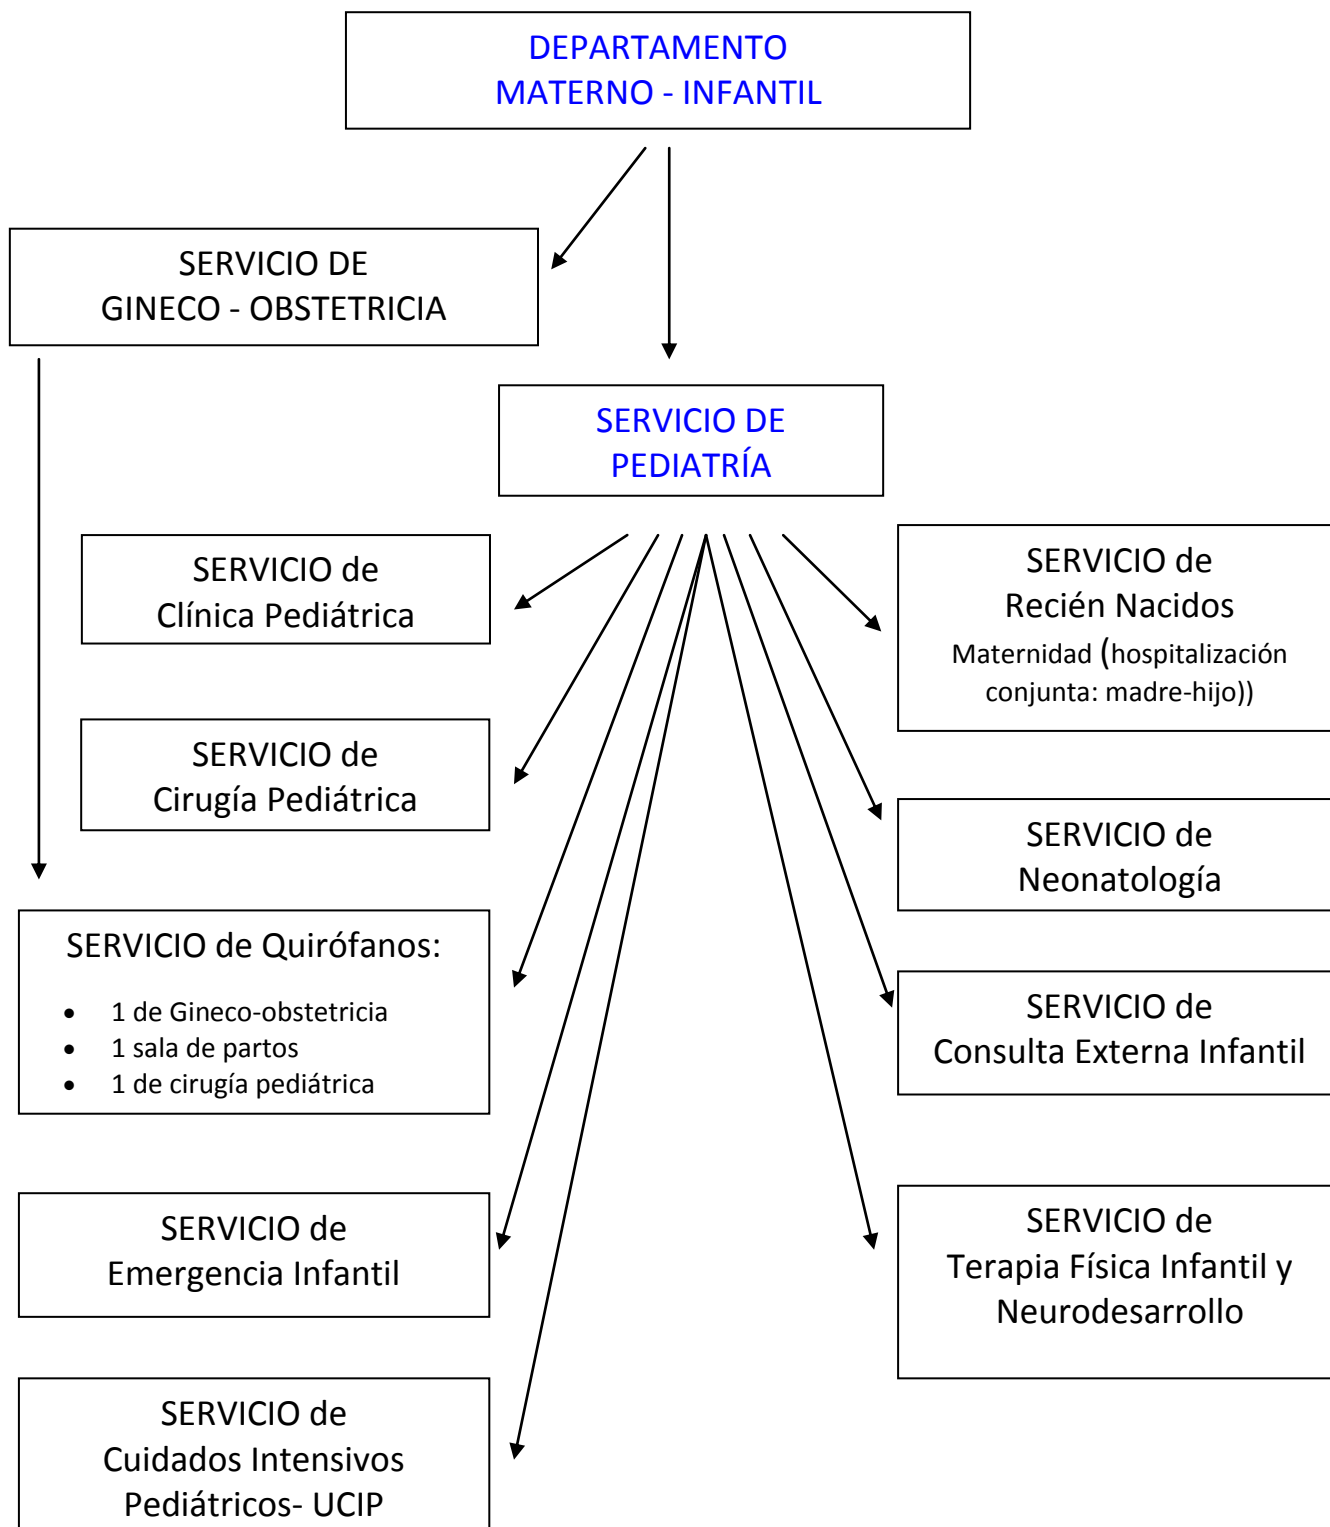 DEPARTAMENTO
MATERNO - INFANTIL
SERVICIO DE
GINECO - OBSTETRICIA
SERVICIO DE
PEDIATRÍA
SERVICIO de
Clínica Pediátrica
SERVICIO de
Cirugía Pediátrica
SERVICIO de Quirófanos:
• 1 de Gineco-obstetricia
• 1 sala de partos
• 1 de cirugía pediátrica
SERVICIO de
Emergencia Infantil
SERVICIO de
Cuidados Intensivos
Pediátricos- UCIP
SERVICIO de
Recién Nacidos
Maternidad (hospitalización
conjunta: madre-hijo))
SERVICIO de
Neonatología
SERVICIO de
Consulta Externa Infantil
SERVICIO de
Terapia Física Infantil y
Neurodesarrollo